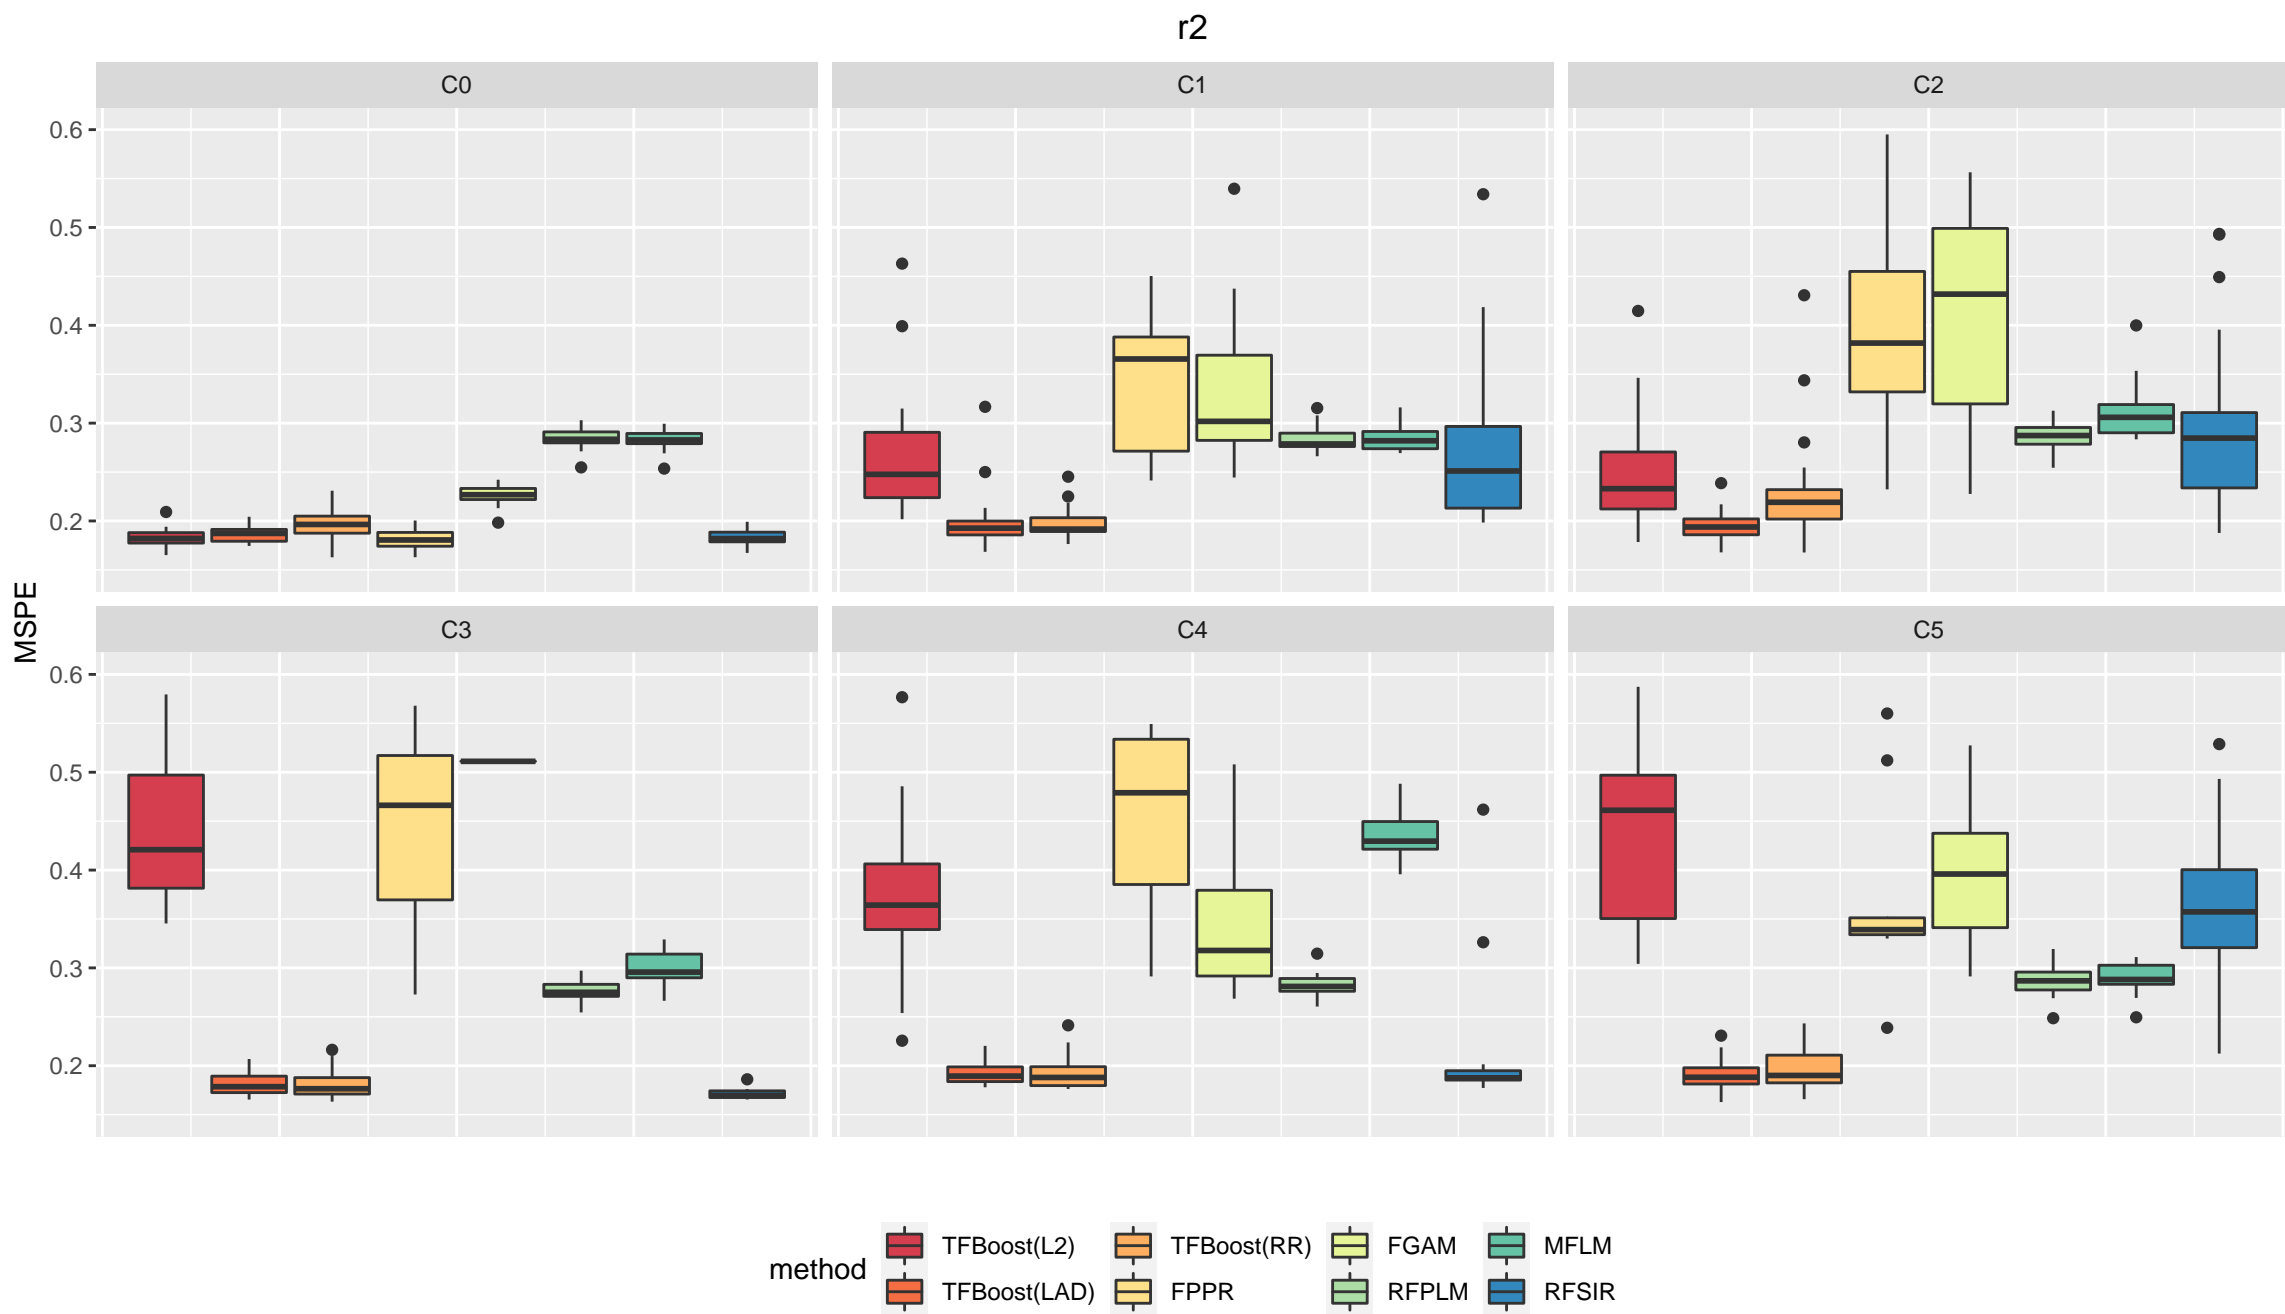 r2
C0 C1 C2
0.6
0.5
0.4
0.3
0.2
MSPE
C3 C4 C5
0.6
0.5
0.4
0.3
0.2
method
TFBoost(L2) TFBoost(RR) FGAM MFLM
TFBoost(LAD) FPPR RFPLM RFSIR